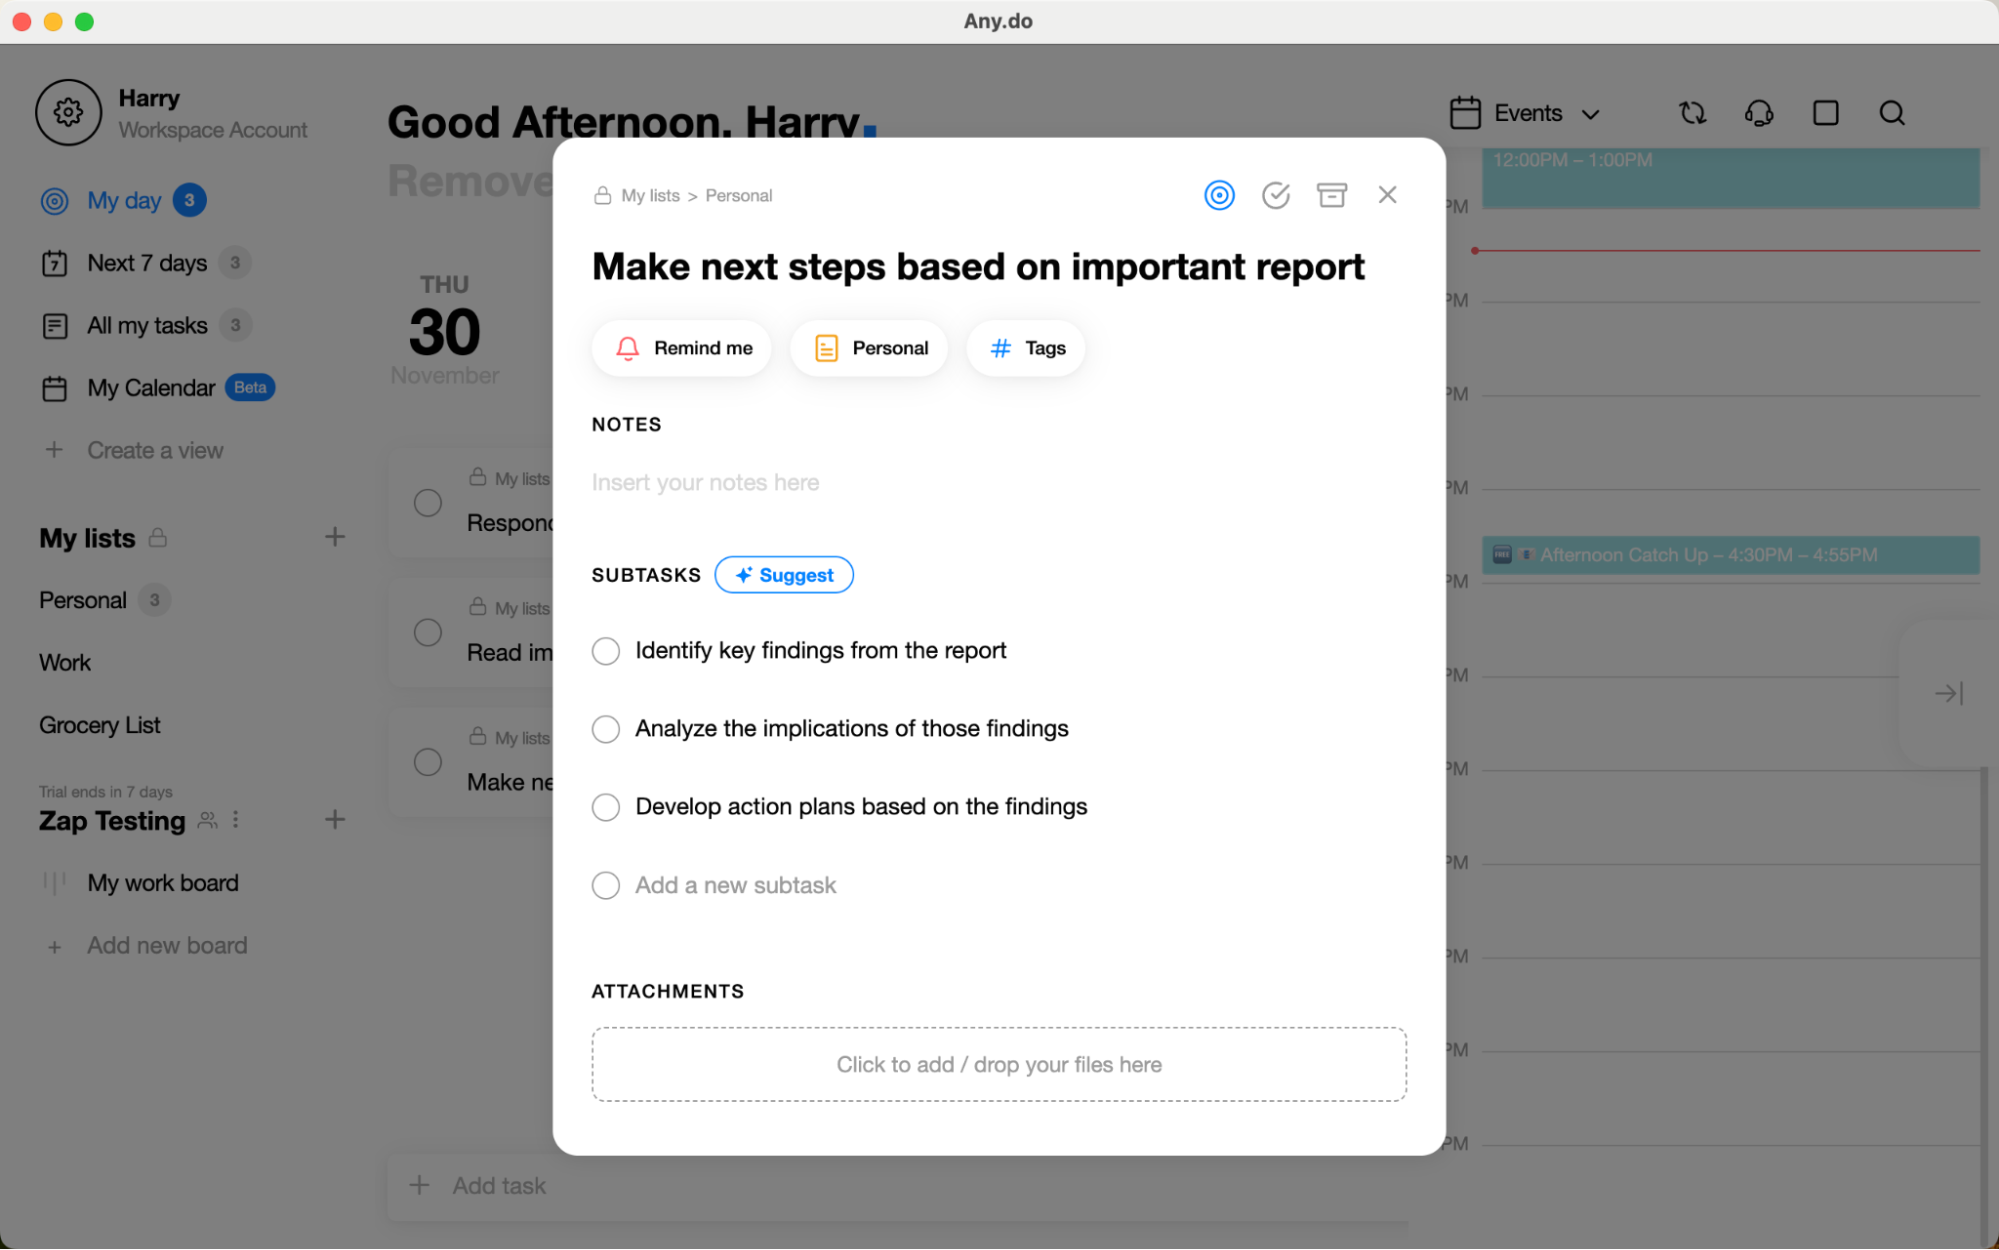 Any.do
Harry
Workspace Account
My day 3
7 Next 7 days 3
All my tasks 3
My Calendar Beta
+ Create a view
My lists +
Personal 3
Work
Grocery List
Trial ends in 7 days
Zap Testing +
My work board
+ Add new board
Good Afternoon, Harry.
Remove
THU
30
November
My lists
Respon
My lists
Read im
My lists
Make ne
+ Add task
My lists > Personal
Make next steps based on important report
Remind me
Personal
# Tags
NOTES
Insert your notes here
SUBTASKS Suggest
Identify key findings from the report
Analyze the implications of those findings
Develop action plans based on the findings
Add a new subtask
ATTACHMENTS
Click to add / drop your files here
Events
12:00PM – 1:00PM
PM
PM
PM
PM
FREE Afternoon Catch Up – 4:30PM – 4:55PM
PM
PM
PM
PM
PM
PM
PM